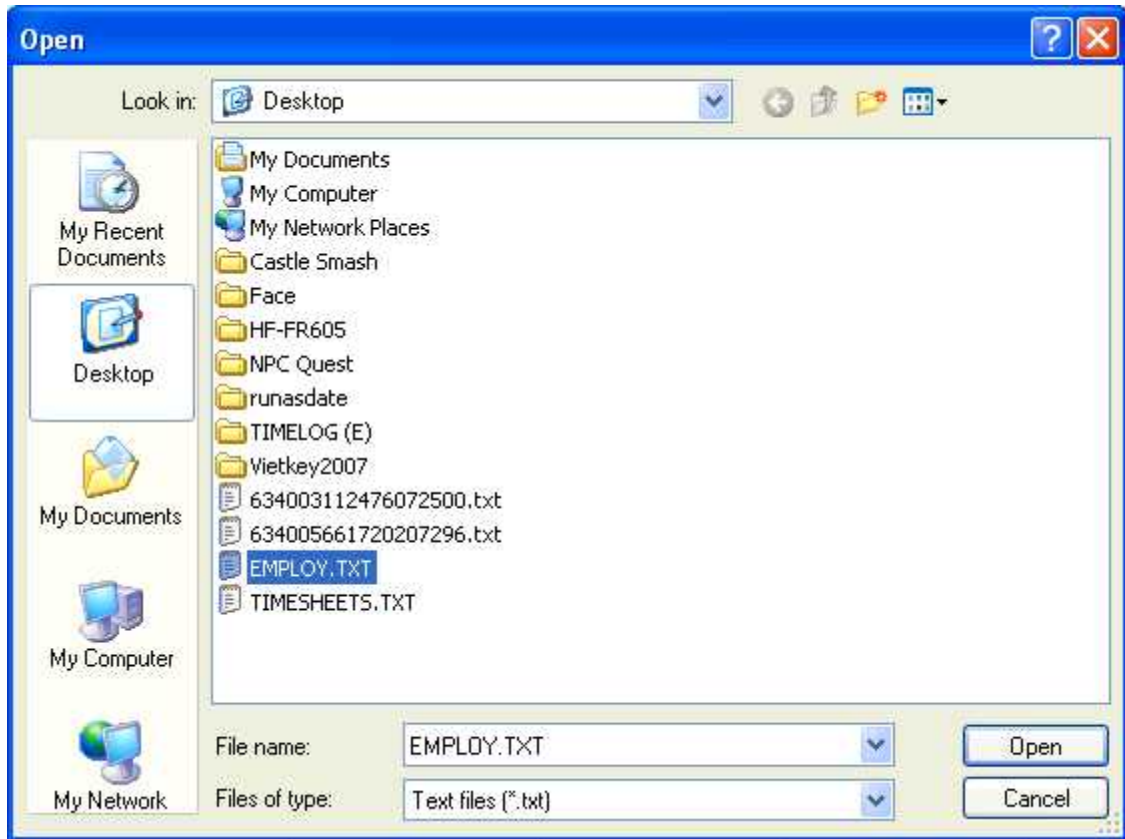 Open
Look in: Desktop
My Recent
Documents
Desktop
My Documents
My Computer
My Network
My Documents
My Computer
My Network Places
Castle Smash
Face
HF-FR605
NPC Quest
runasdate
TIMELOG (E)
Vietkey2007
634003112476072500.txt
634005661720207296.txt
EMPLOY.TXT
TIMESHEETS.TXT
File name: EMPLOY.TXT Open
Files of type: Text files (*.txt) Cancel